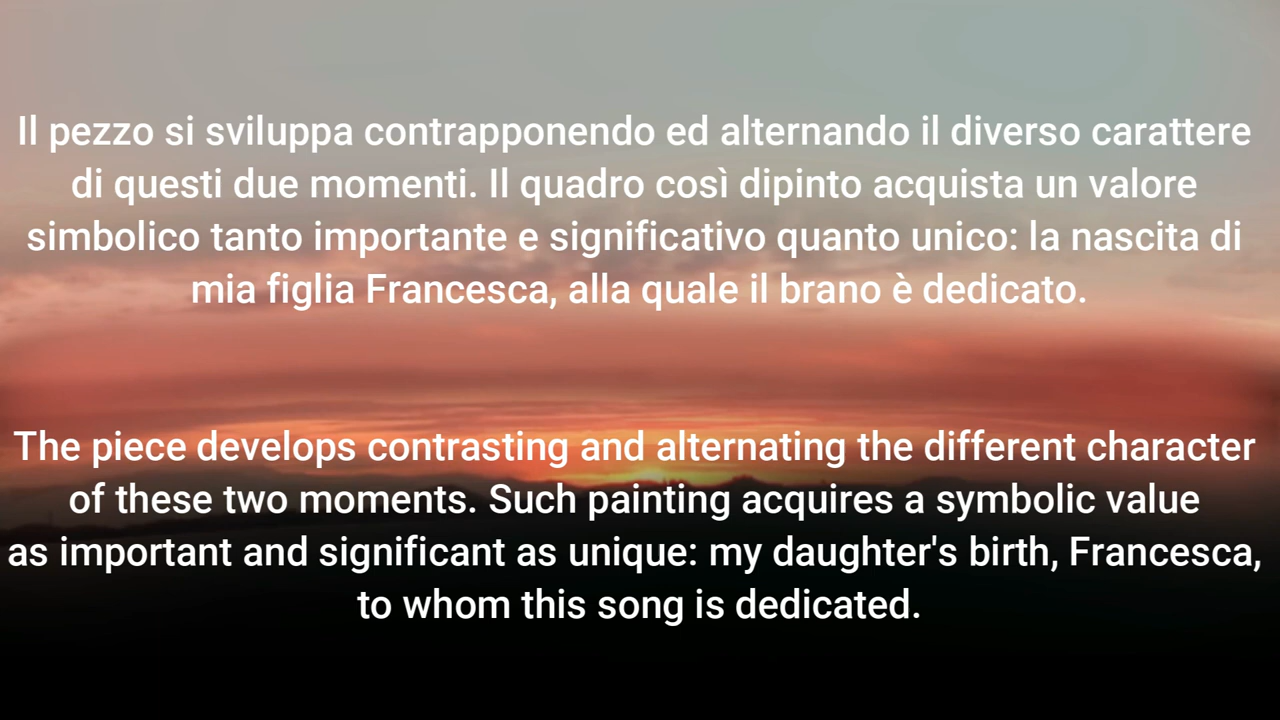 Il pezzo si sviluppa contrapponendo ed alternando il diverso carattere
di questi due momenti. Il quadro così dipinto acquista un valore
simbolico tanto importante e significativo quanto unico: la nascita di
mia figlia Francesca, alla quale il brano è dedicato.
The piece develops contrasting and alternating the different character
of these two moments. Such painting acquires a symbolic value
as important and significant as unique: my daughter's birth, Francesca,
to whom this song is dedicated.